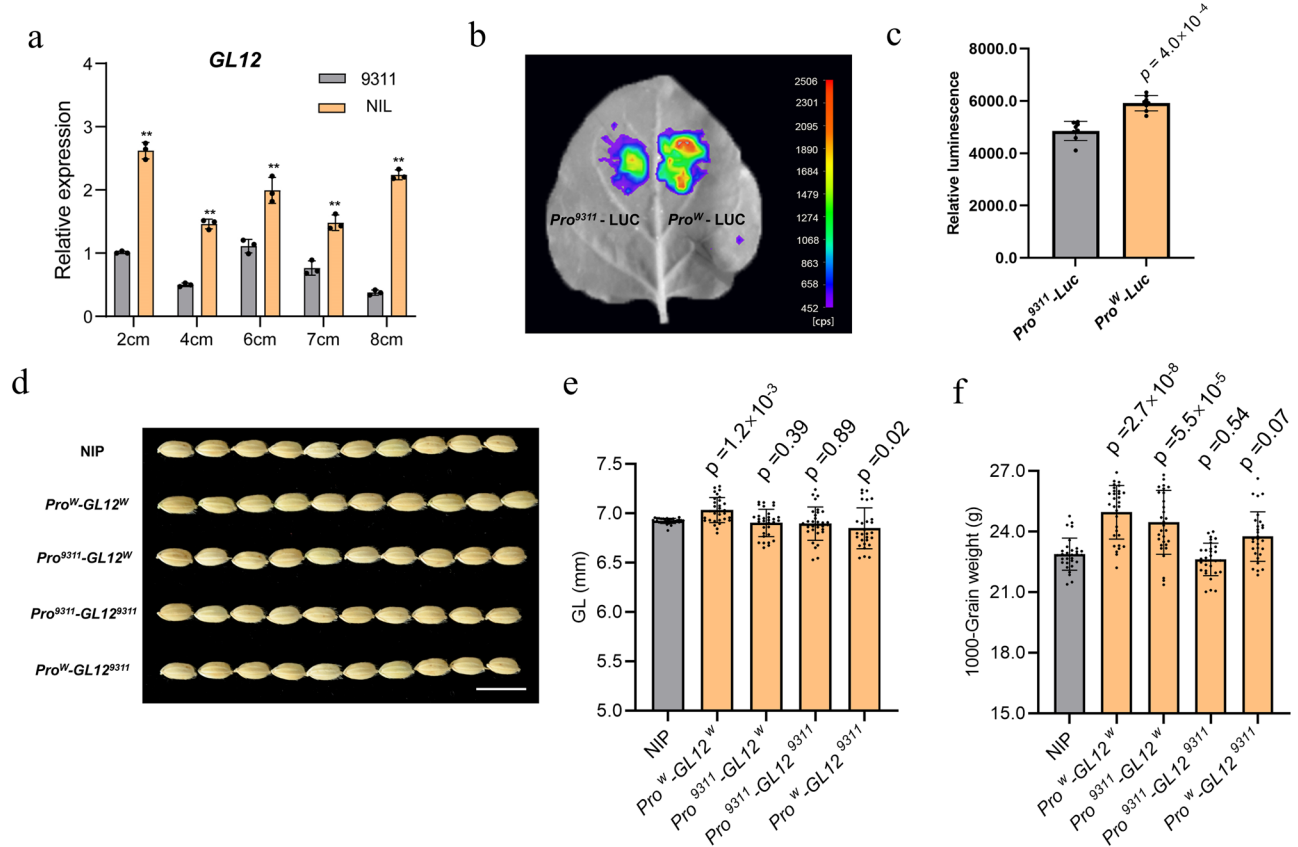 a
GL12
9311
NIL
Relative expression
4
3
2
1
0
**
**
**
**
**
2cm
4cm
6cm
7cm
8cm
b
Pro9311 - LUC
ProW - LUC
2506
2301
2095
1890
1684
1479
1274
1068
863
658
452
[cps]
c
p = 4.0×10-4
Relative luminescence
8000.0
6000.0
4000.0
2000.0
0.0
Pro9311-Luc
ProW-Luc
d
NIP
ProW-GL12W
Pro9311-GL12W
Pro9311-GL129311
ProW-GL129311
e
p =1.2×10-3
p =0.39
p =0.89
p =0.02
GL (mm)
7.5
7.0
6.5
6.0
5.5
5.0
NIP
Pro w-GL12 w
Pro 9311-GL12 w
Pro 9311-GL12 9311
Pro w-GL12 9311
f
p =2.7×10-8
p =5.5×10-5
p =0.54
p =0.07
1000-Grain weight (g)
27.0
24.0
21.0
18.0
15.0
NIP
Pro w-GL12 w
Pro 9311-GL12 w
Pro 9311-GL12 9311
Pro w-GL12 9311